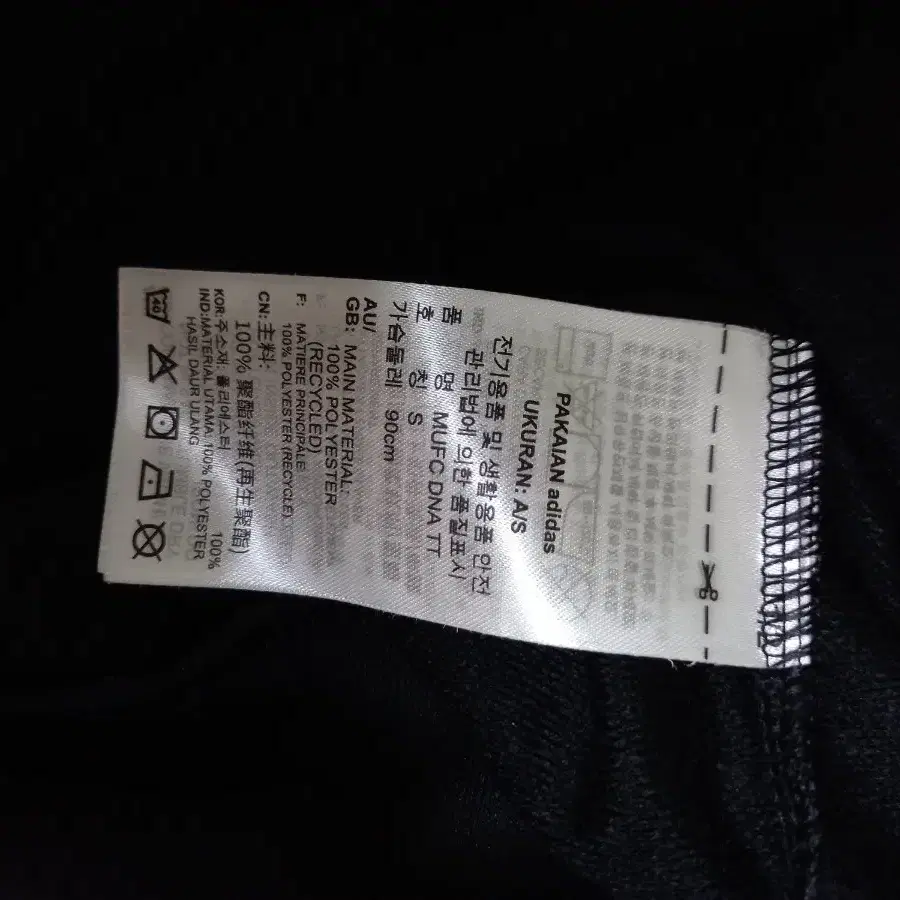 PAKAIAN adidas
UKURAN: A/S
전기용품 및 생활용품 안전
관리법에 의한 품질표시
품 명 MUFC DNA TT
호 칭 S
가슴둘레 90cm
AU/
GB: MAIN MATERIAL:
100% POLYESTER
(RECYCLED)
F: MATIERE PRINCIPALE:
100% POLYESTER (RECYCLE)
CN: 主料:
100% 聚酯纤维(再生聚酯)
KOR: 주소재: 폴리에스터 100%
IND:MATERIAL UTAMA:100% POLYESTER
HASIL DAUR ULANG
40